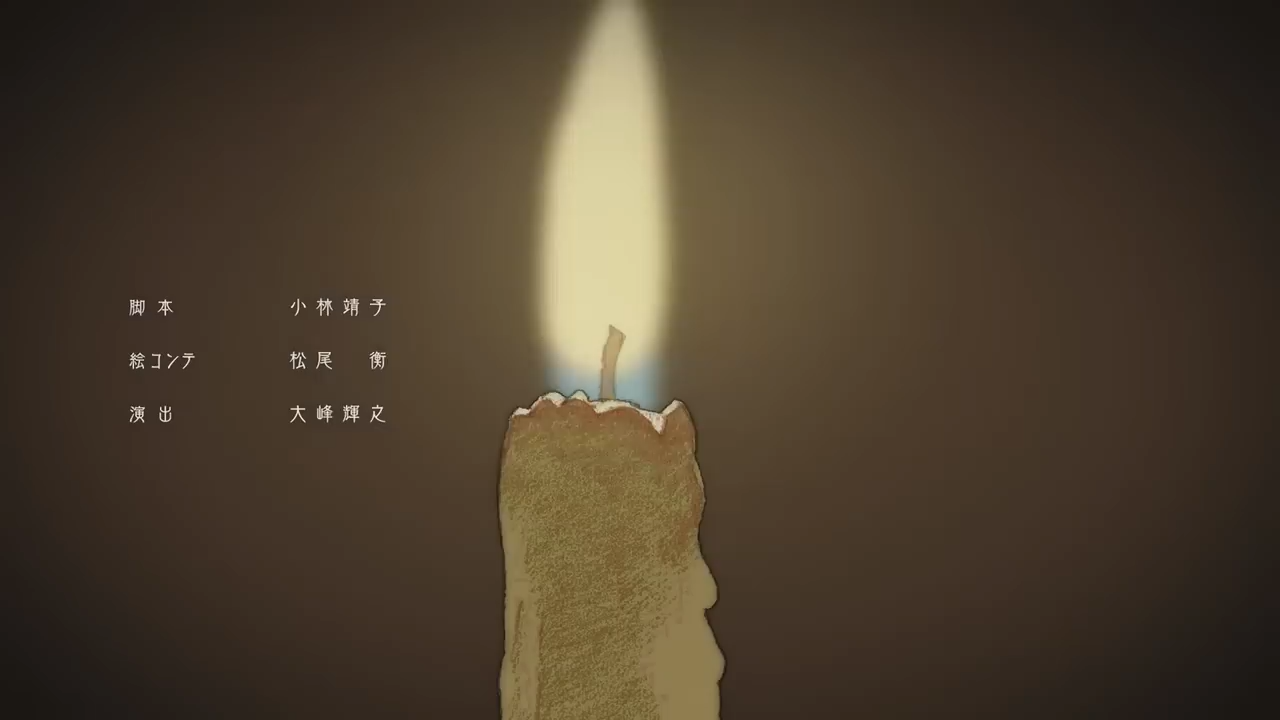 脚本 小林靖子
絵コンテ 松尾 衡
演出 大峰輝之